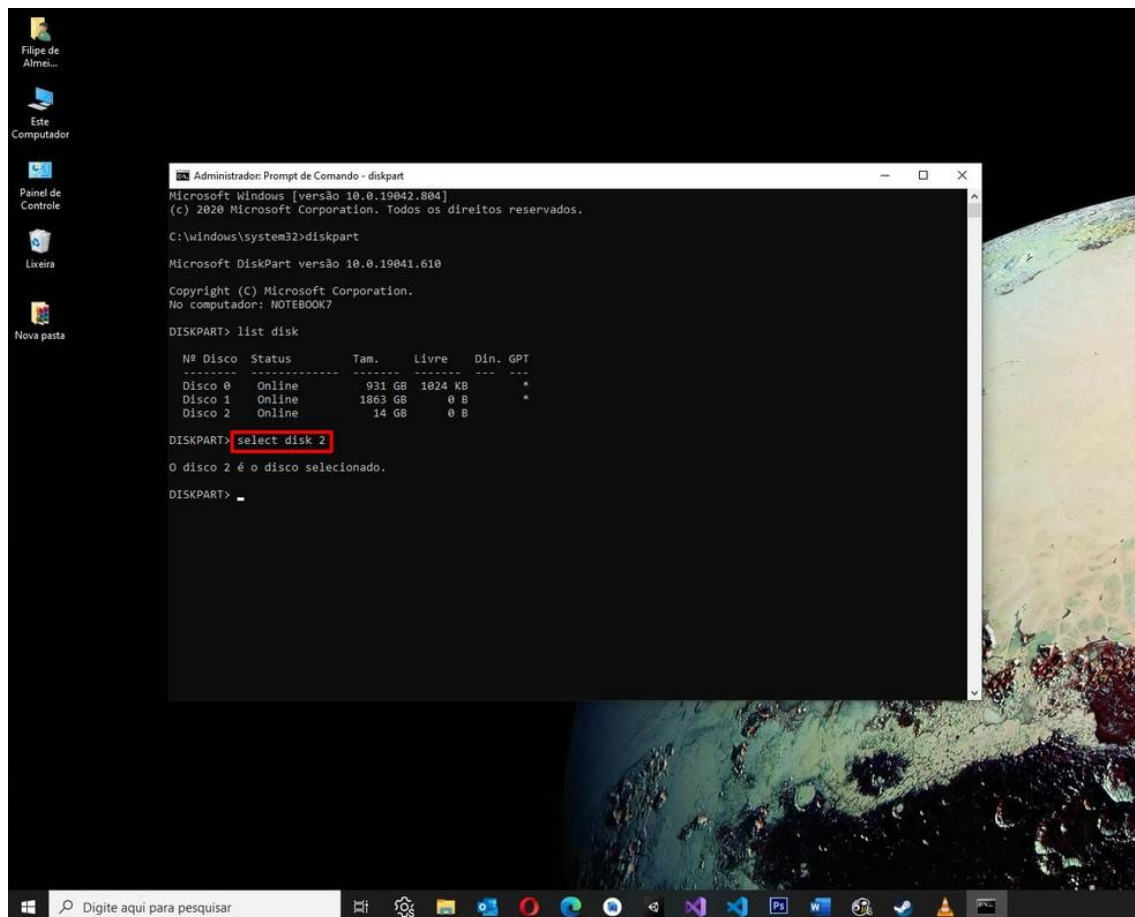 Filipe de
Almei...
Este
Computador
Painel de
Controle
Lixeira
Nova pasta
Administrador: Prompt de Comando - diskpart
Microsoft Windows [versão 10.0.19042.804]
(c) 2020 Microsoft Corporation. Todos os direitos reservados.
C:\windows\system32>diskpart
Microsoft DiskPart versão 10.0.19041.610
Copyright (C) Microsoft Corporation.
No computador: NOTEBOOK7
DISKPART> list disk
Nº Disco Status Tam. Livre Din. GPT
-------- ------------- ------- ------- --- ---
Disco 0 Online 931 GB 1024 KB *
Disco 1 Online 1863 GB 0 B *
Disco 2 Online 14 GB 0 B
DISKPART> select disk 2
O disco 2 é o disco selecionado.
DISKPART>
Digite aqui para pesquisar
Ps